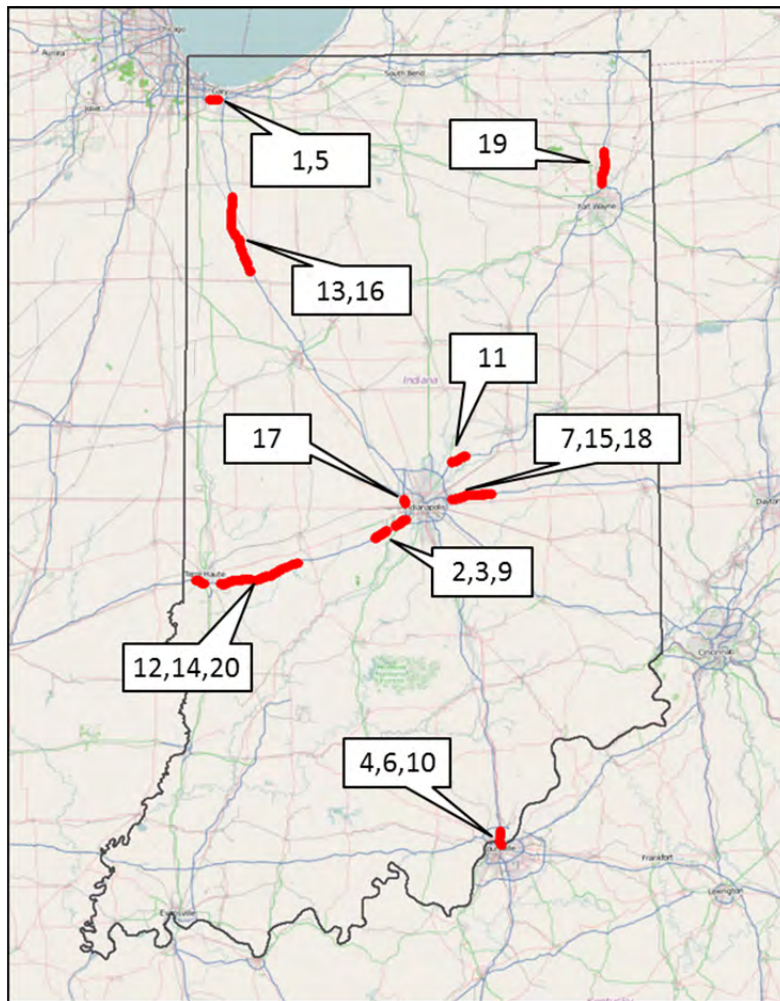 Chicago
Aurora
South Bend
Gary
Joliet
1,5
19
Fort Wayne
13,16
11
Indiana
17
7,15,18
Indianapolis
Dayton
2,3,9
Terre Haute
12,14,20
Cincinnati
4,6,10
Frankfort
Lexington
Evansville